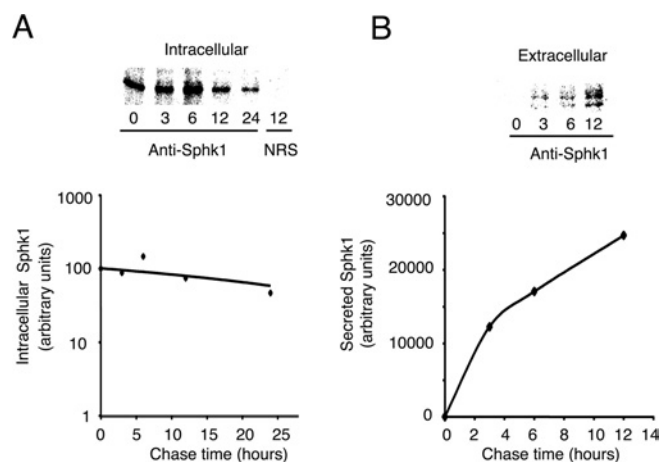 A
Intracellular
0 3 6 12 24 12
Anti-Sphk1 NRS
1000
100
10
1
Intracellular Sphk1
(arbitrary units)
0 5 10 15 20 25
Chase time (hours)
B
Extracellular
0 3 6 12
Anti-Sphk1
30000
20000
10000
0
Secreted Sphk1
(arbitrary units)
0 2 4 6 8 10 12 14
Chase time (hours)